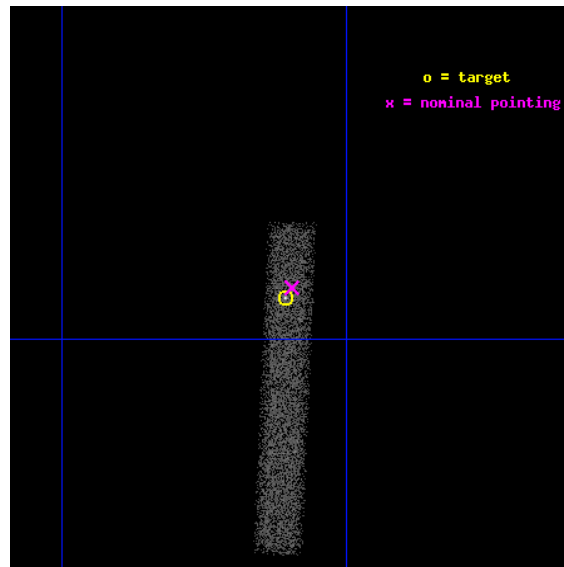 o = target
x = nominal pointing